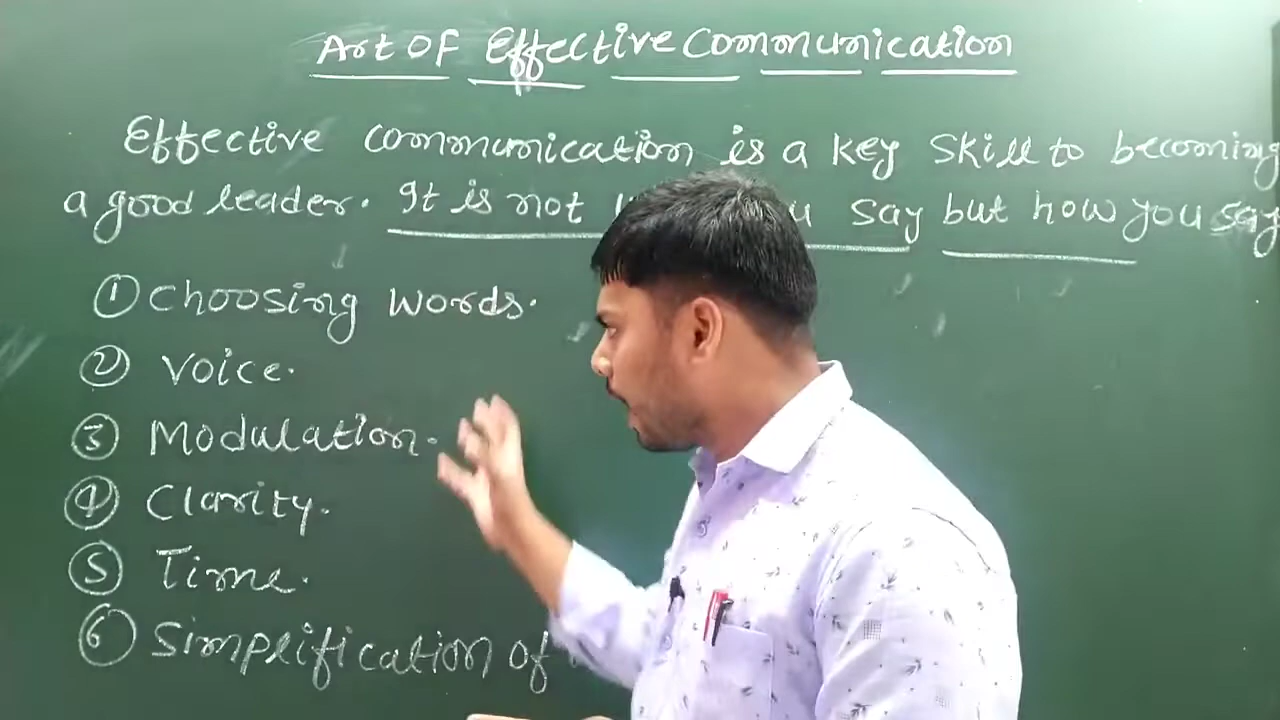 Art OF Effective Communication
Effective communication is a key skill to becoming
a good leader. It is not say but how you say
① Choosing words.
② Voice.
③ Modulation.
④ Clarity.
⑤ Time.
⑥ Simplification of